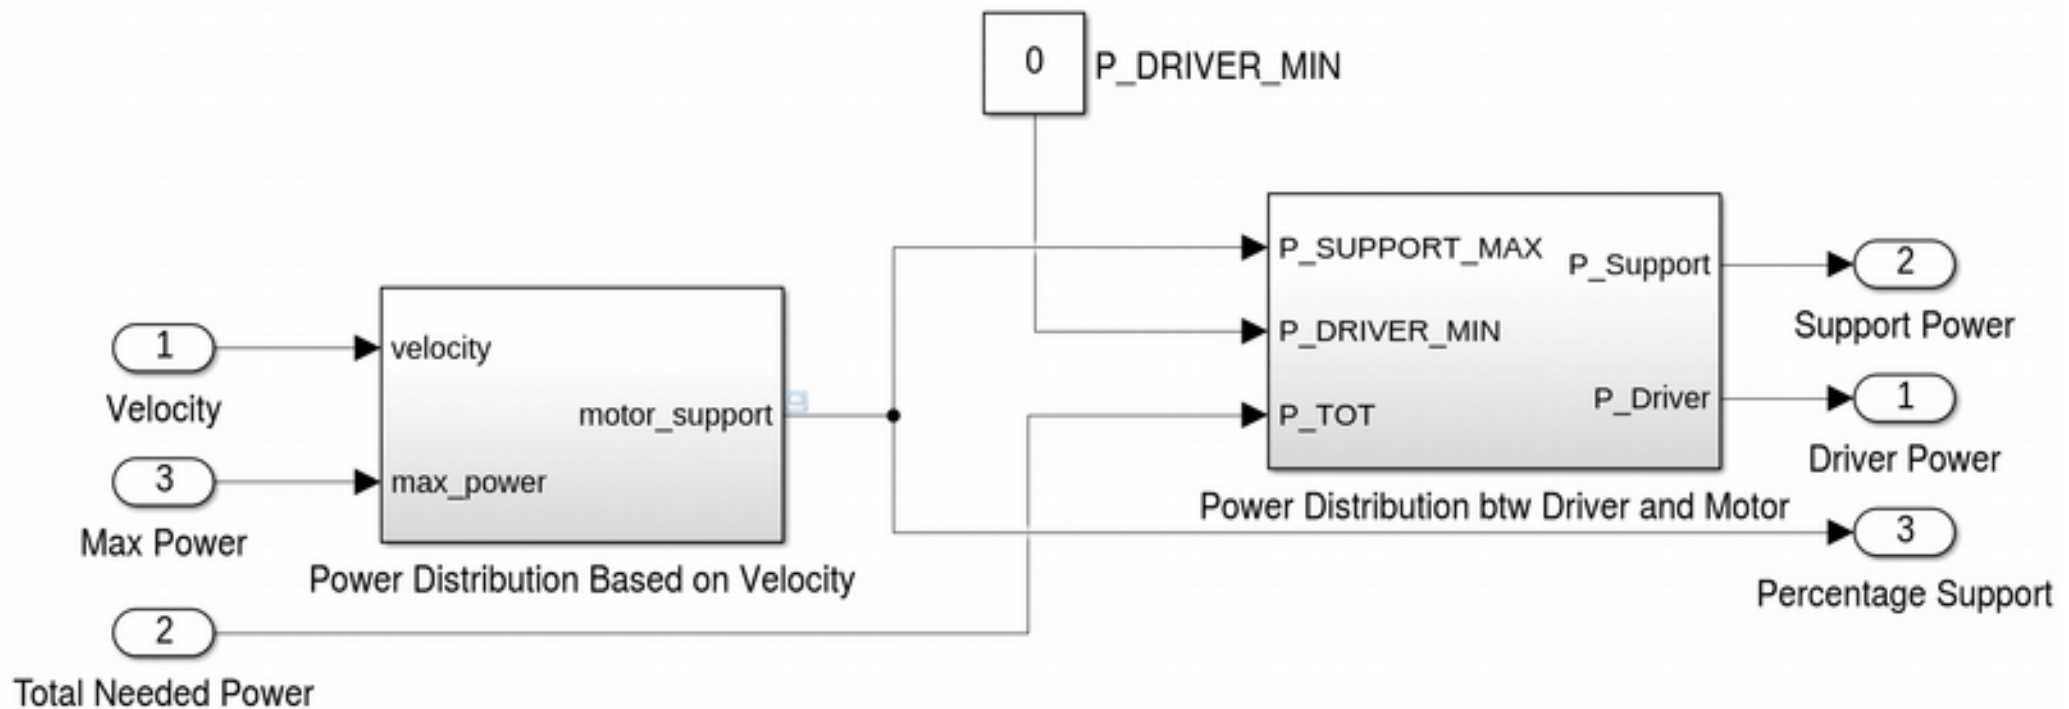 0
P_DRIVER_MIN
P_SUPPORT_MAX
P_Support
2
Support Power
P_DRIVER_MIN
1
velocity
Velocity
motor_support
P_TOT
P_Driver
1
Driver Power
3
max_power
Max Power
Power Distribution Based on Velocity
Power Distribution btw Driver and Motor
3
Percentage Support
2
Total Needed Power